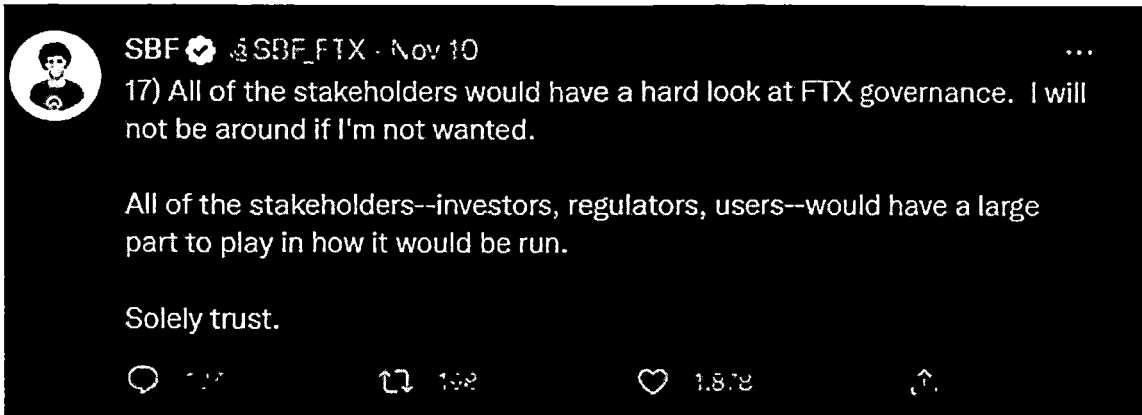 SBF @SBF_FTX · Nov 10
17) All of the stakeholders would have a hard look at FTX governance.  I will
not be around if I'm not wanted.
All of the stakeholders--investors, regulators, users--would have a large
part to play in how it would be run.
Solely trust.
1,878